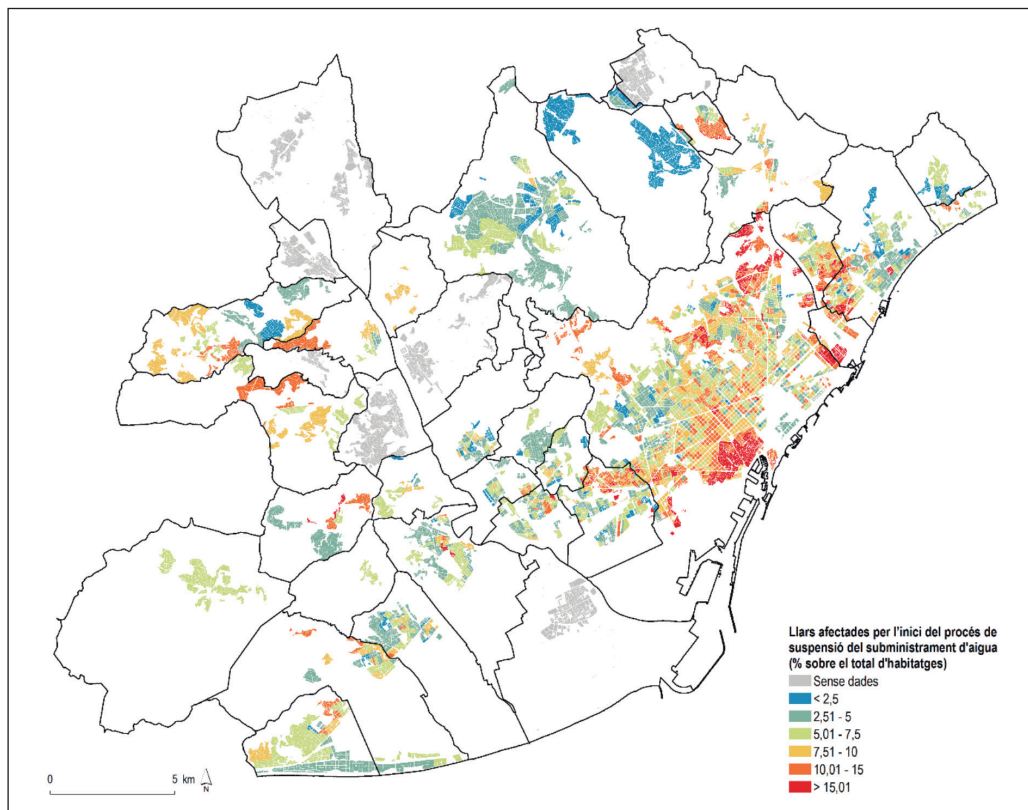 Llars afectades per l'inici del procés de
suspensió del subministrament d'aigua
(% sobre el total d'habitatges)
Sense dades
< 2,5
2,51 - 5
5,01 - 7,5
7,51 - 10
10,01 - 15
> 15,01
0 5 km